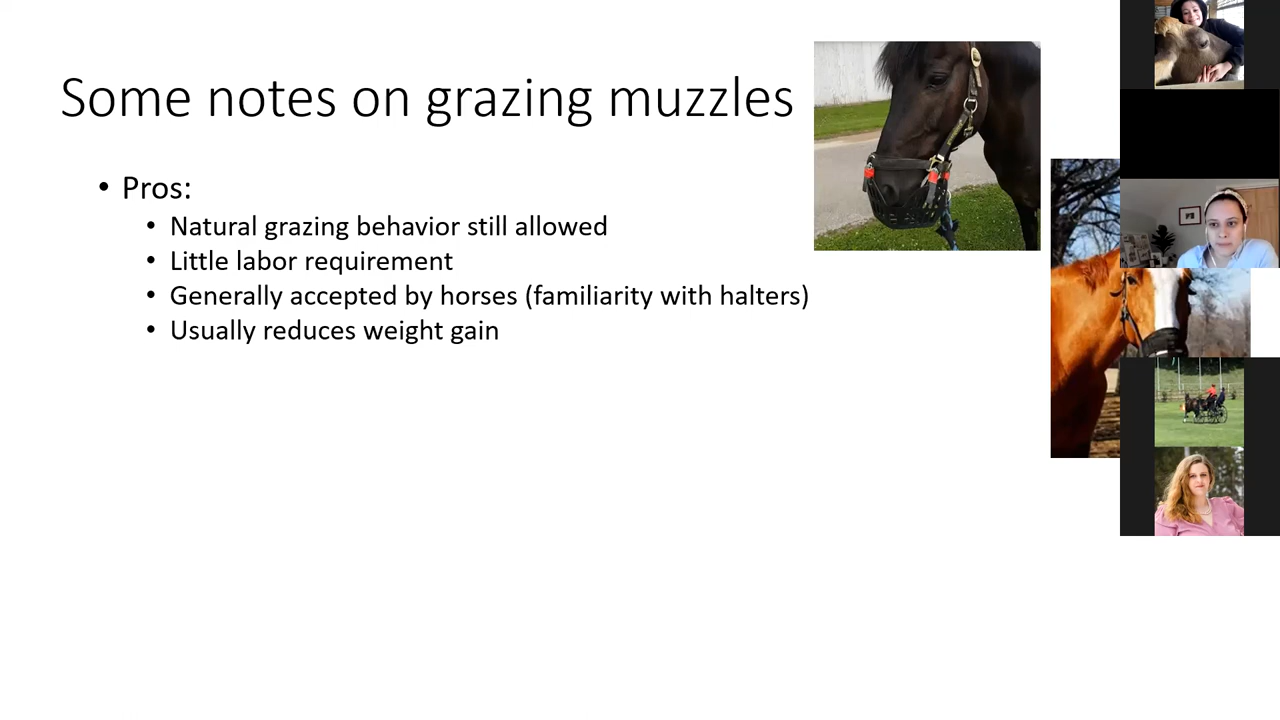 Some notes on grazing muzzles
• Pros:
• Natural grazing behavior still allowed
• Little labor requirement
• Generally accepted by horses (familiarity with halters)
• Usually reduces weight gain